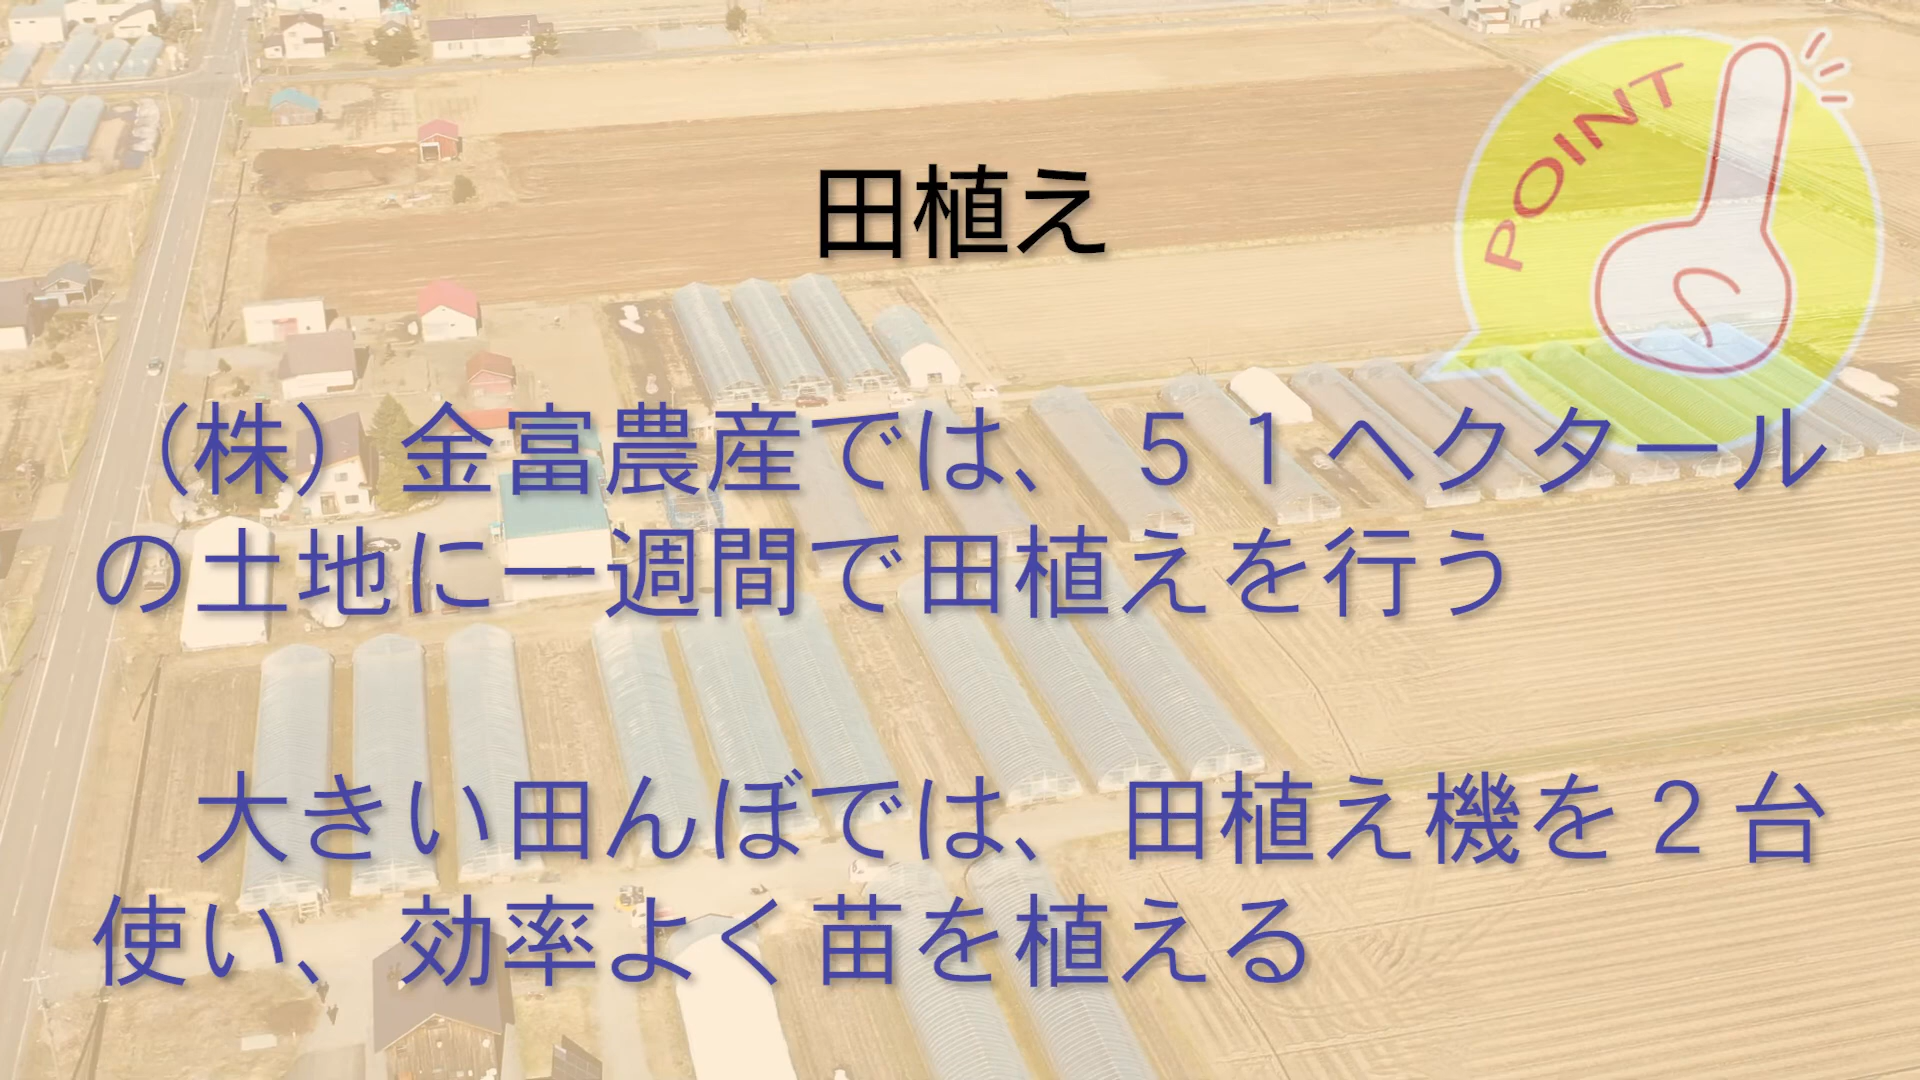 POINT
田植え
（株）金富農産では、５１ヘクタール
の土地に一週間で田植えを行う
大きい田んぼでは、田植え機を２台
使い、効率よく苗を植える